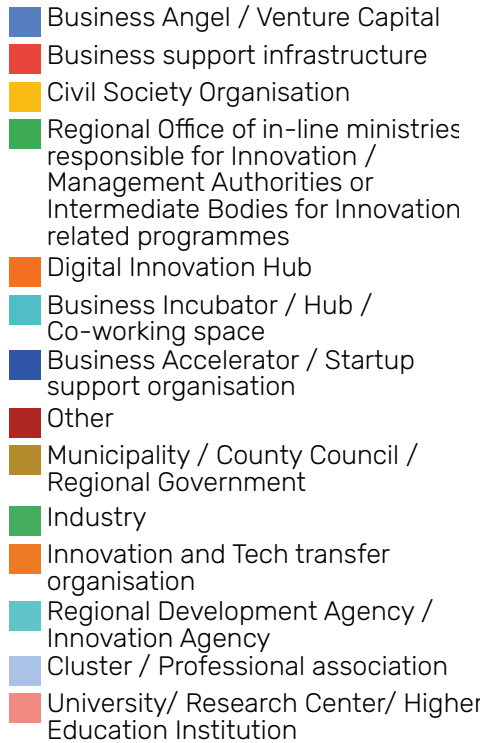 Business Angel / Venture Capital
Business support infrastructure
Civil Society Organisation
Regional Office of in-line ministries
responsible for Innovation /
Management Authorities or
Intermediate Bodies for Innovation
related programmes
Digital Innovation Hub
Business Incubator / Hub /
Co-working space
Business Accelerator / Startup
support organisation
Other
Municipality / County Council /
Regional Government
Industry
Innovation and Tech transfer
organisation
Regional Development Agency /
Innovation Agency
Cluster / Professional association
University/ Research Center/ Higher
Education Institution